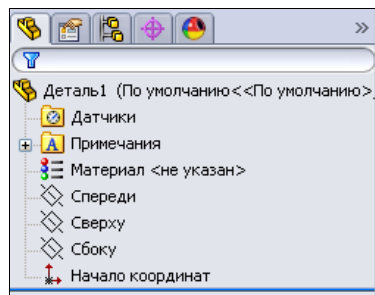 Деталь1 (По умолчанию<<По умолчанию>_
Датчики
Примечания
Материал <не указан>
Спереди
Сверху
Сбоку
Начало координат